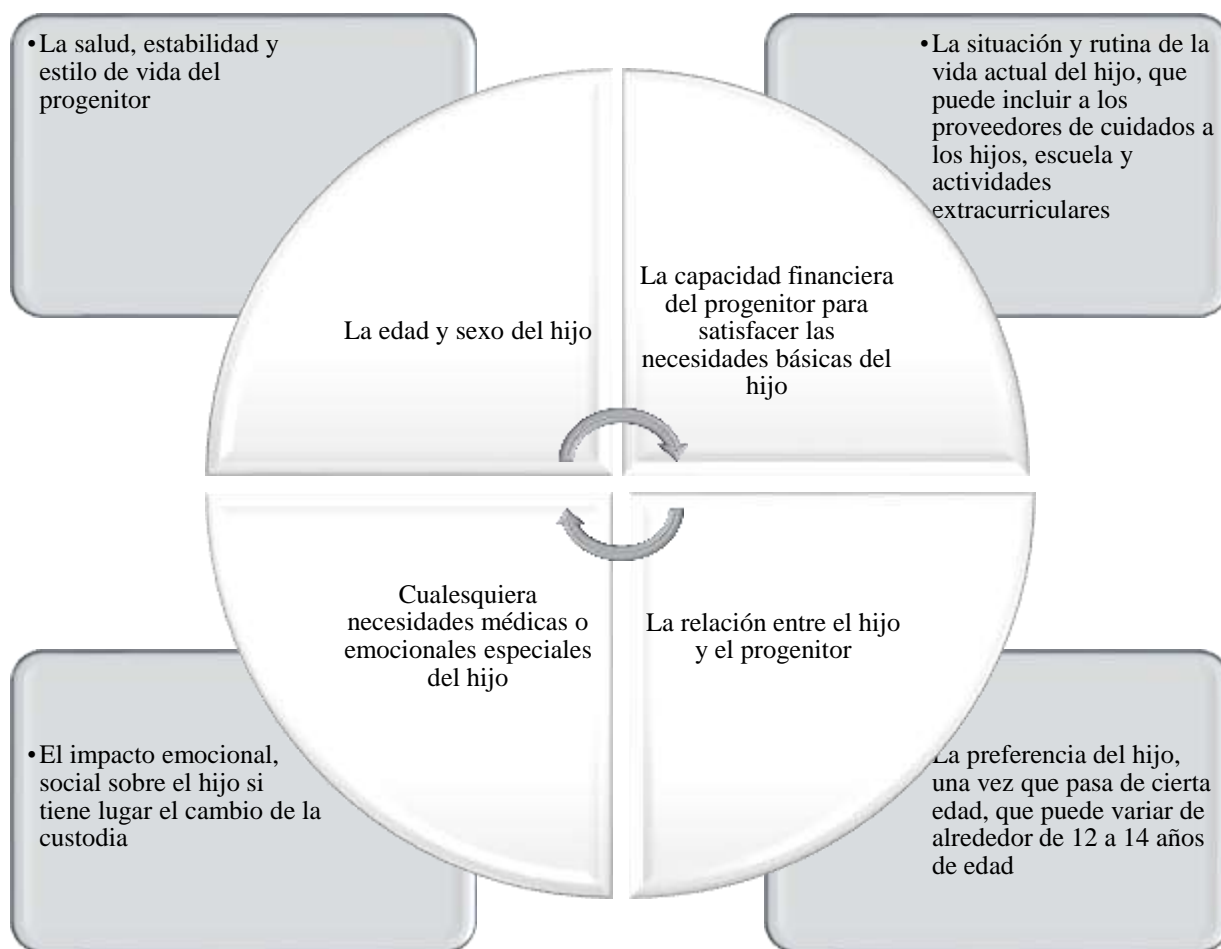 •La salud, estabilidad y
estilo de vida del
progenitor
•La situación y rutina de la
vida actual del hijo, que
puede incluir a los
proveedores de cuidados a
los hijos, escuela y
actividades
extracurriculares
La edad y sexo del hijo
La capacidad financiera
del progenitor para
satisfacer las
necesidades básicas del
hijo
Cualesquiera
necesidades médicas o
emocionales especiales
del hijo
La relación entre el hijo
y el progenitor
•El impacto emocional,
social sobre el hijo si
tiene lugar el cambio de la
custodia
La preferencia del hijo,
una vez que pasa de cierta
edad, que puede variar de
alrededor de 12 a 14 años
de edad